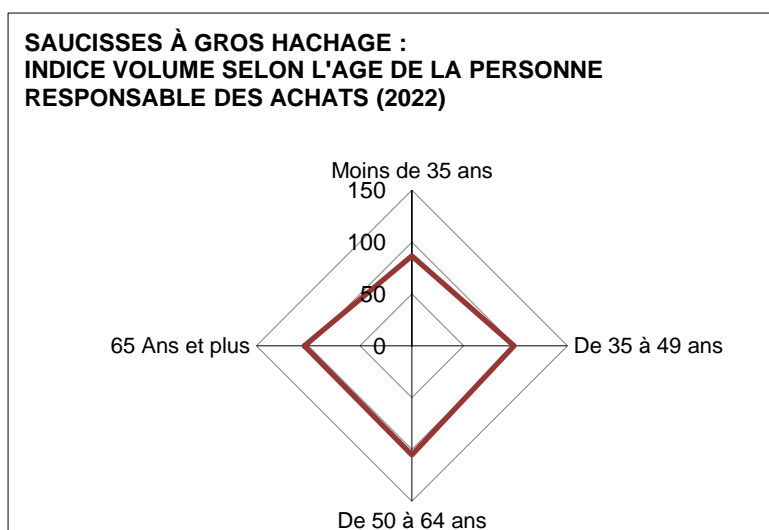 SAUCISSES À GROS HACHAGE :
INDICE VOLUME SELON L'AGE DE LA PERSONNE
RESPONSABLE DES ACHATS (2022)
Moins de 35 ans
150
100
50
65 Ans et plus
0
De 35 à 49 ans
De 50 à 64 ans